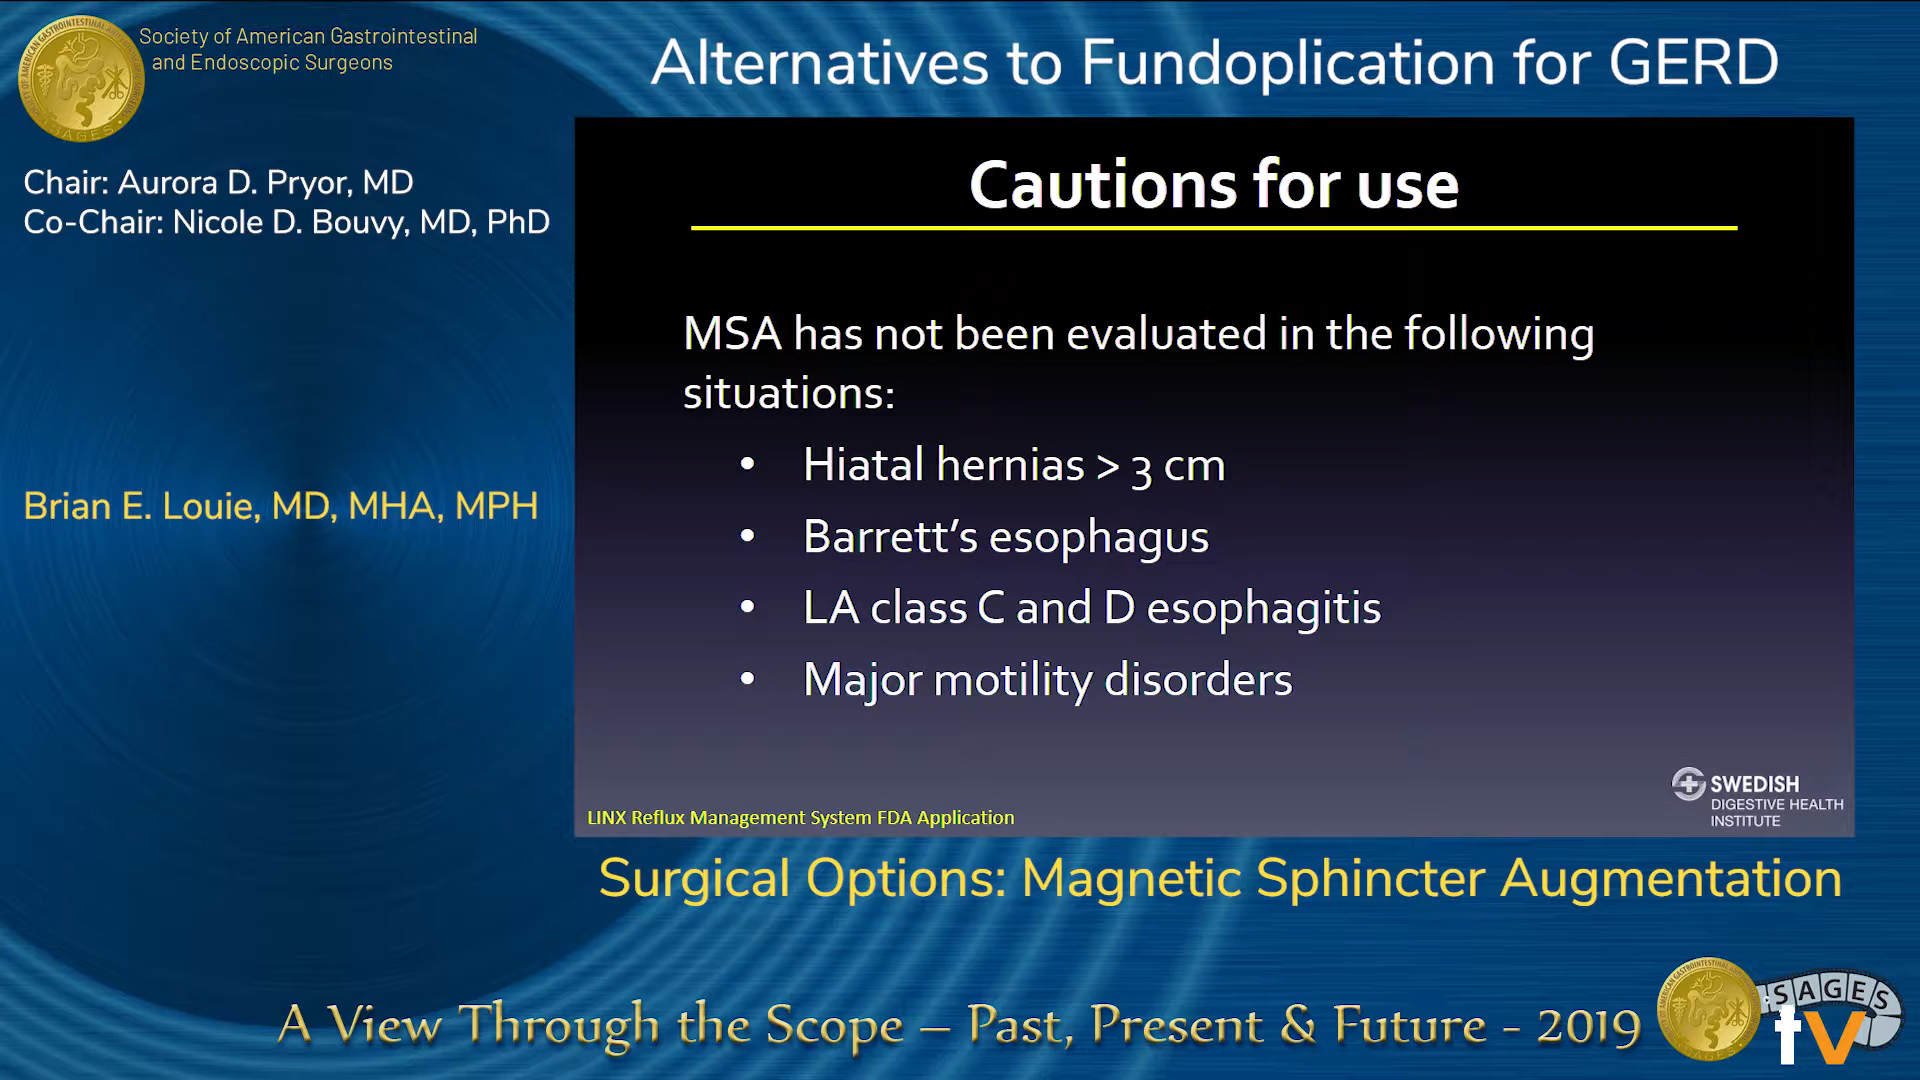 Society of American Gastrointestinal
and Endoscopic Surgeons
Alternatives to Fundoplication for GERD
Chair: Aurora D. Pryor, MD
Co-Chair: Nicole D. Bouvy, MD, PhD
Brian E. Louie, MD, MHA, MPH
Cautions for use
MSA has not been evaluated in the following
situations:
• Hiatal hernias > 3 cm
• Barrett’s esophagus
• LA class C and D esophagitis
• Major motility disorders
LINX Reflux Management System FDA Application
SWEDISH
DIGESTIVE HEALTH
INSTITUTE
Surgical Options: Magnetic Sphincter Augmentation
A View Through the Scope – Past, Present & Future - 2019
SAGES
tv